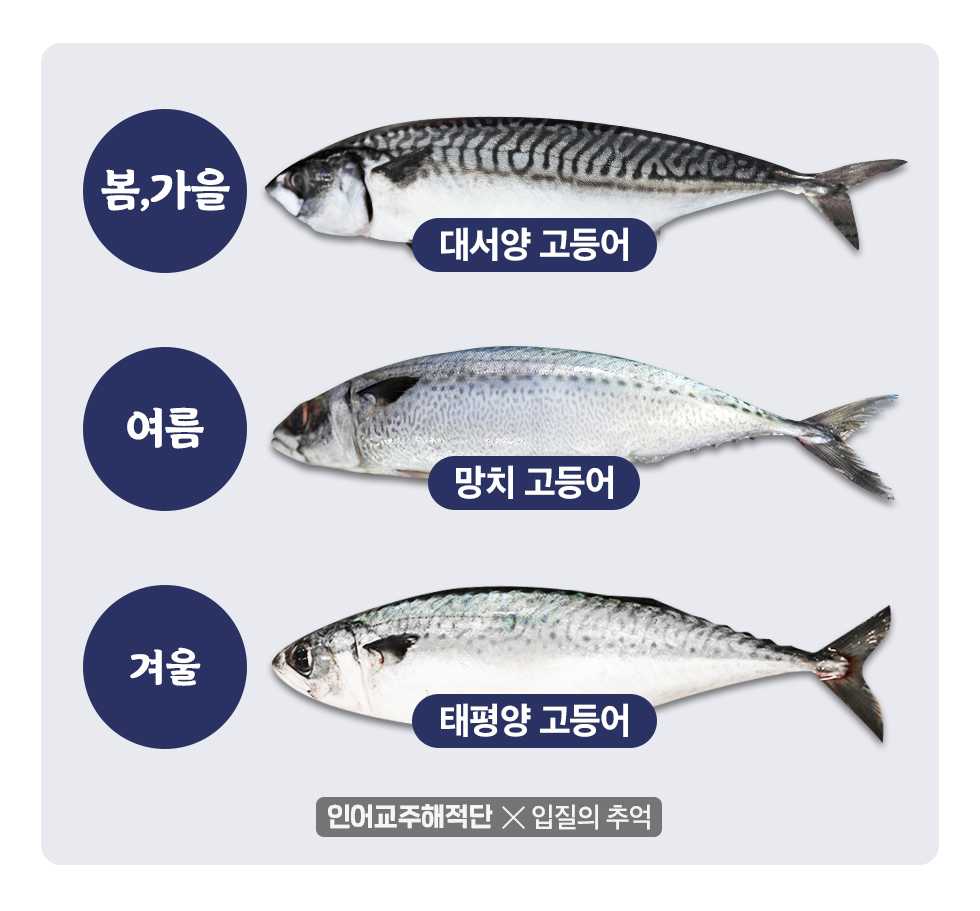 봄,가을
대서양 고등어
여름
망치 고등어
겨울
태평양 고등어
인어교주해적단 × 입질의 추억